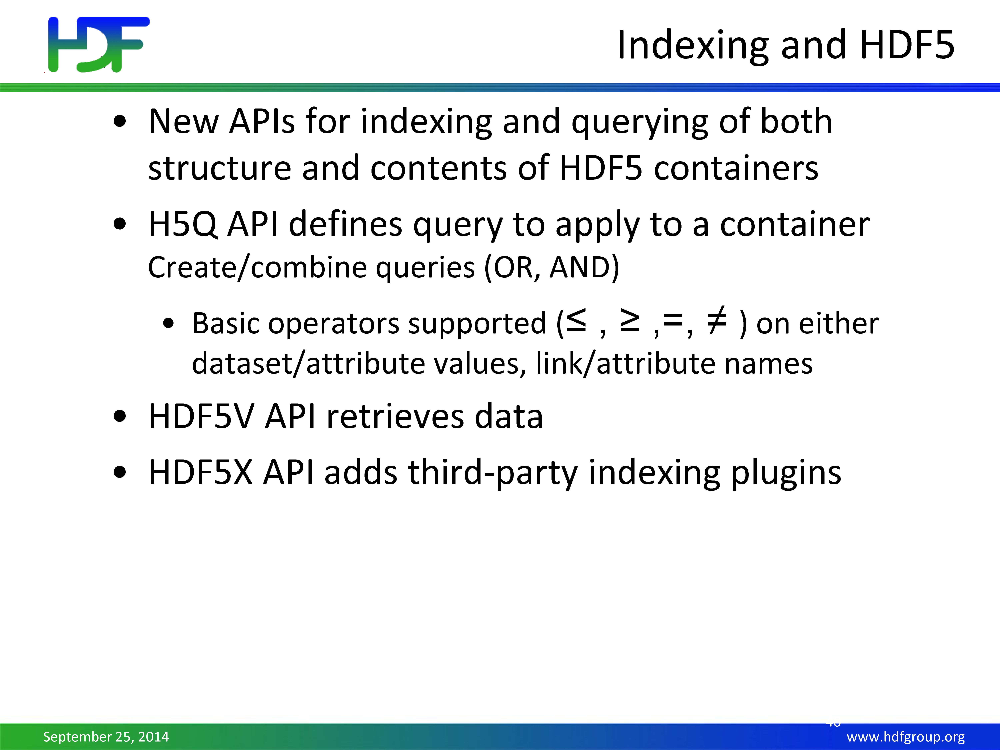 HDF
Indexing and HDF5
• New APIs for indexing and querying of both
structure and contents of HDF5 containers
• H5Q API defines query to apply to a container
Create/combine queries (OR, AND)
• Basic operators supported (≤ , ≥ ,=, ≠ ) on either
dataset/attribute values, link/attribute names
• HDF5V API retrieves data
• HDF5X API adds third-party indexing plugins
September 25, 2014
www.hdfgroup.org